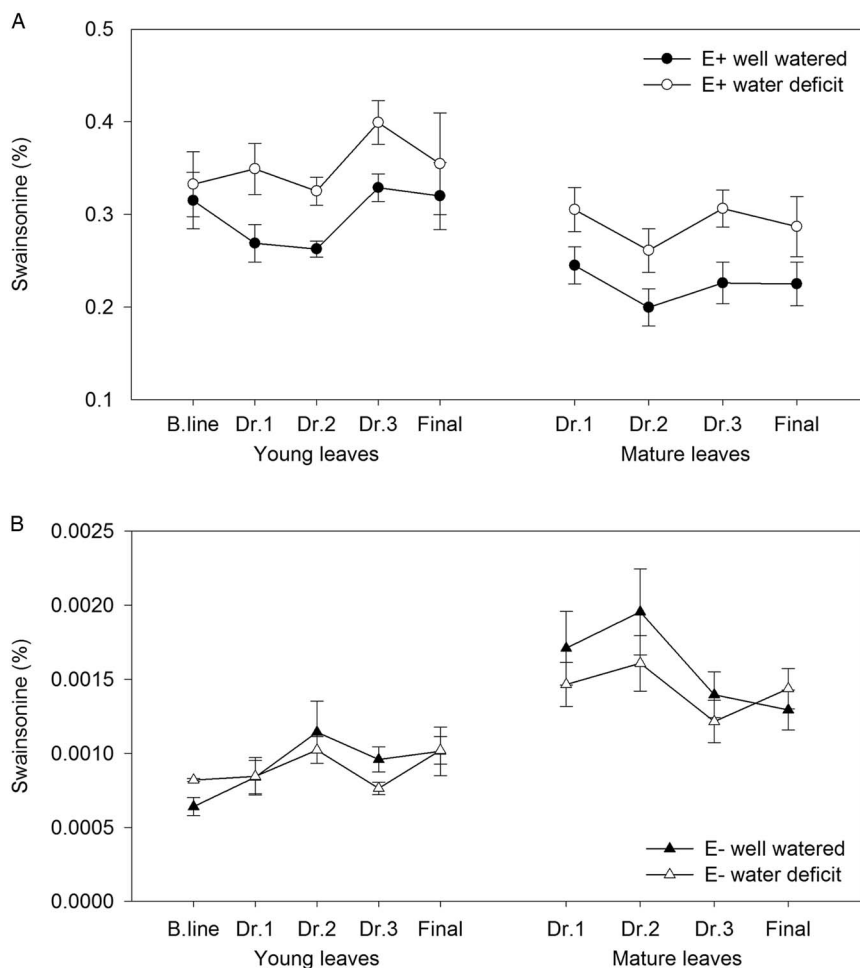 A
0.5
E+ well watered
E+ water deficit
0.4
Swainsonine (%)
0.3
0.2
0.1
B.line Dr.1 Dr.2 Dr.3 Final Dr.1 Dr.2 Dr.3 Final
Young leaves Mature leaves
B
0.0025
0.0020
Swainsonine (%)
0.0015
0.0010
0.0005
E- well watered
E- water deficit
0.0000
B.line Dr.1 Dr.2 Dr.3 Final Dr.1 Dr.2 Dr.3 Final
Young leaves Mature leaves